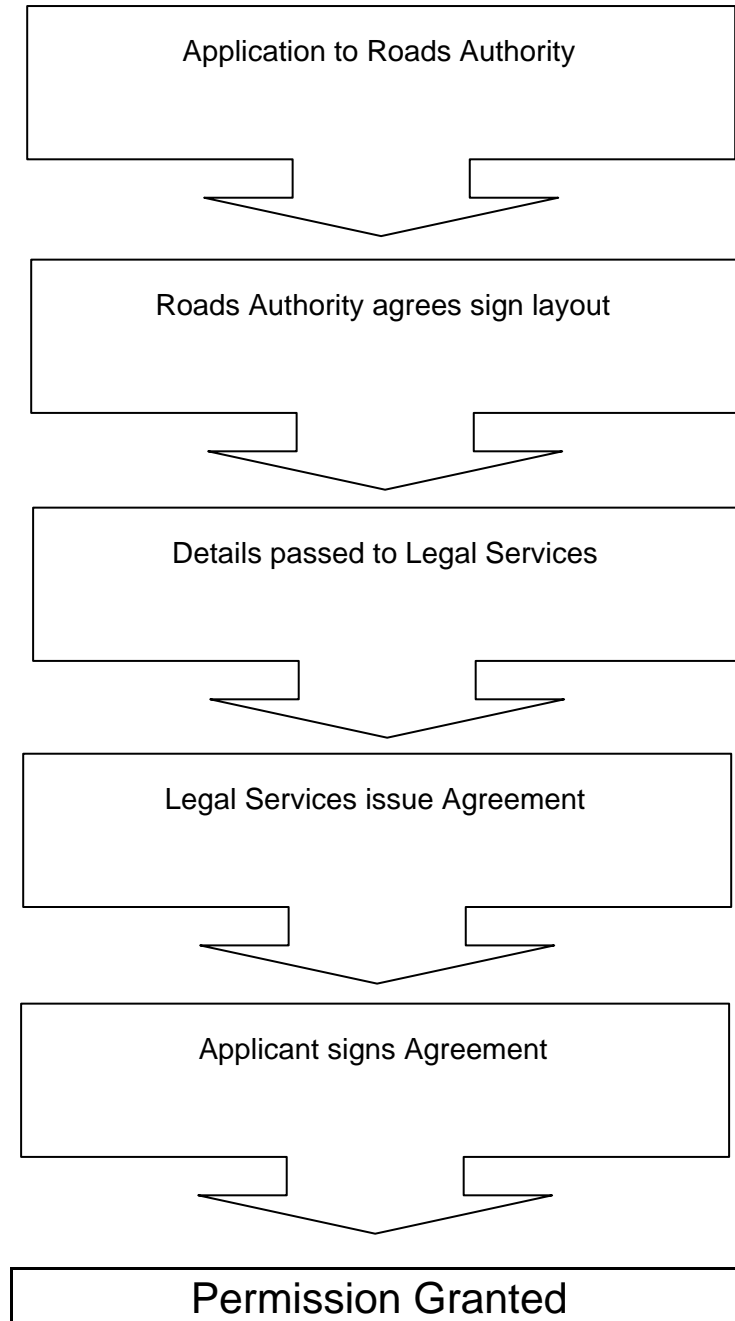 Application to Roads Authority
Roads Authority agrees sign layout
Details passed to Legal Services
Legal Services issue Agreement
Applicant signs Agreement
Permission Granted